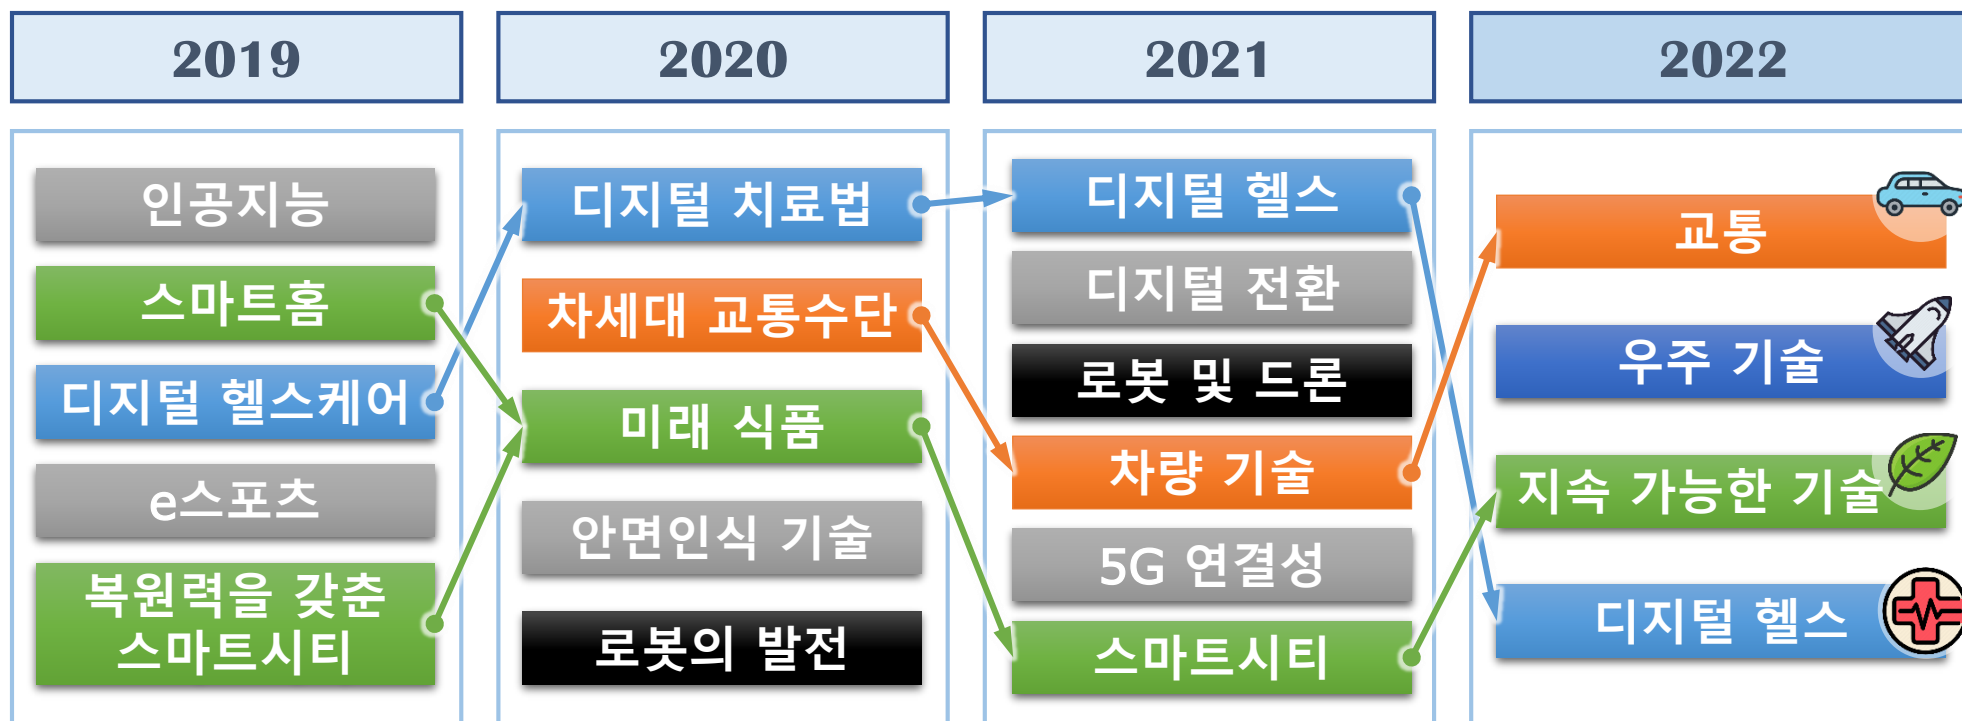 2019
인공지능
스마트홈
디지털 헬스케어
e스포츠
복원력을 갖춘
스마트시티
2020
디지털 치료법
차세대 교통수단
미래 식품
안면인식 기술
로봇의 발전
2021
디지털 헬스
디지털 전환
로봇 및 드론
차량 기술
5G 연결성
스마트시티
2022
교통
우주 기술
지속 가능한 기술
디지털 헬스